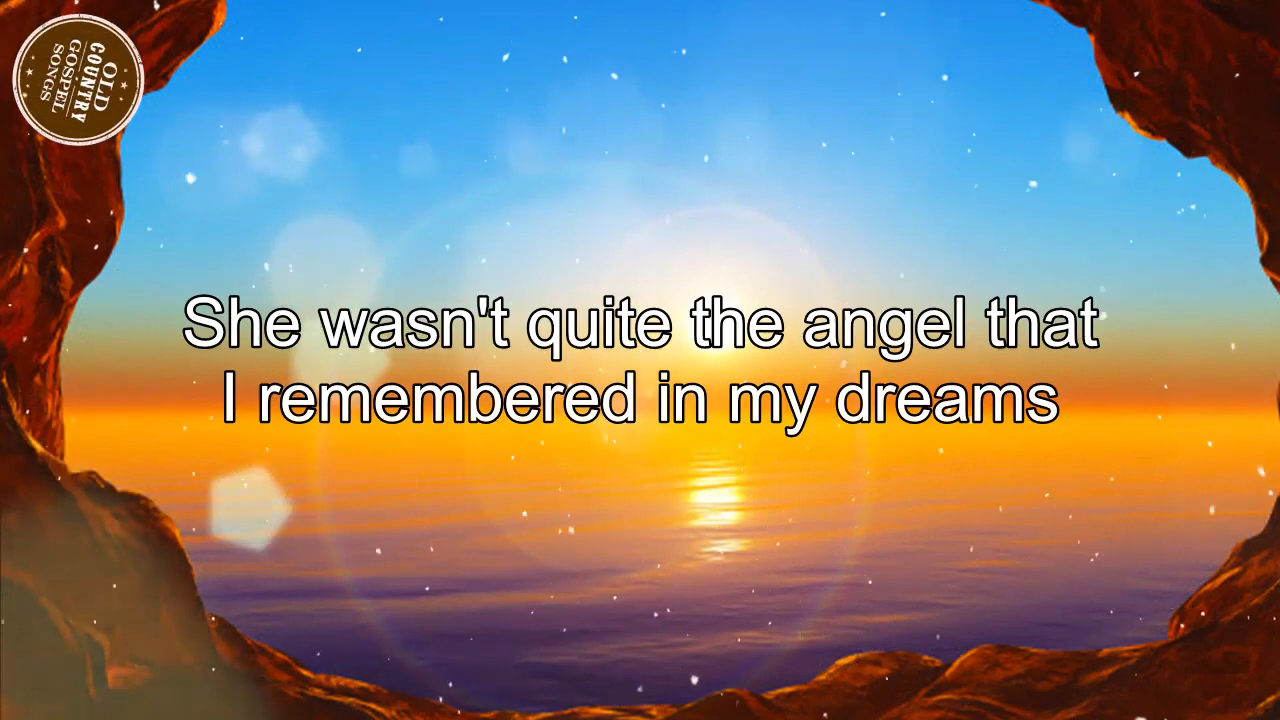 OLD
COUNTRY
GOSPEL
SONGS
She wasn't quite the angel that
I remembered in my dreams